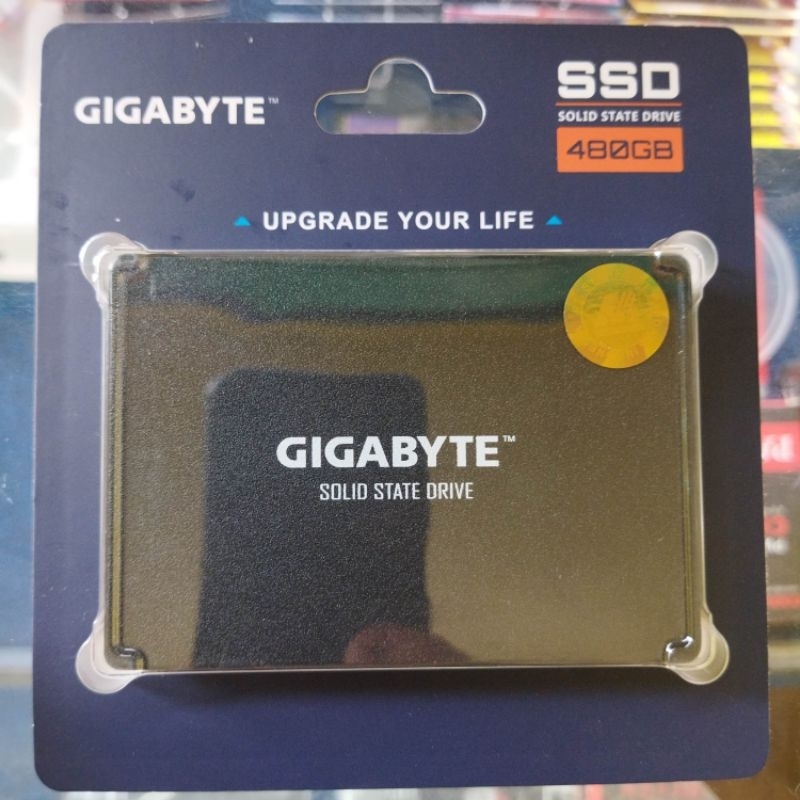 GIGABYTE™
SSD
SOLID STATE DRIVE
480GB
UPGRADE YOUR LIFE
GIGABYTE™
SOLID STATE DRIVE